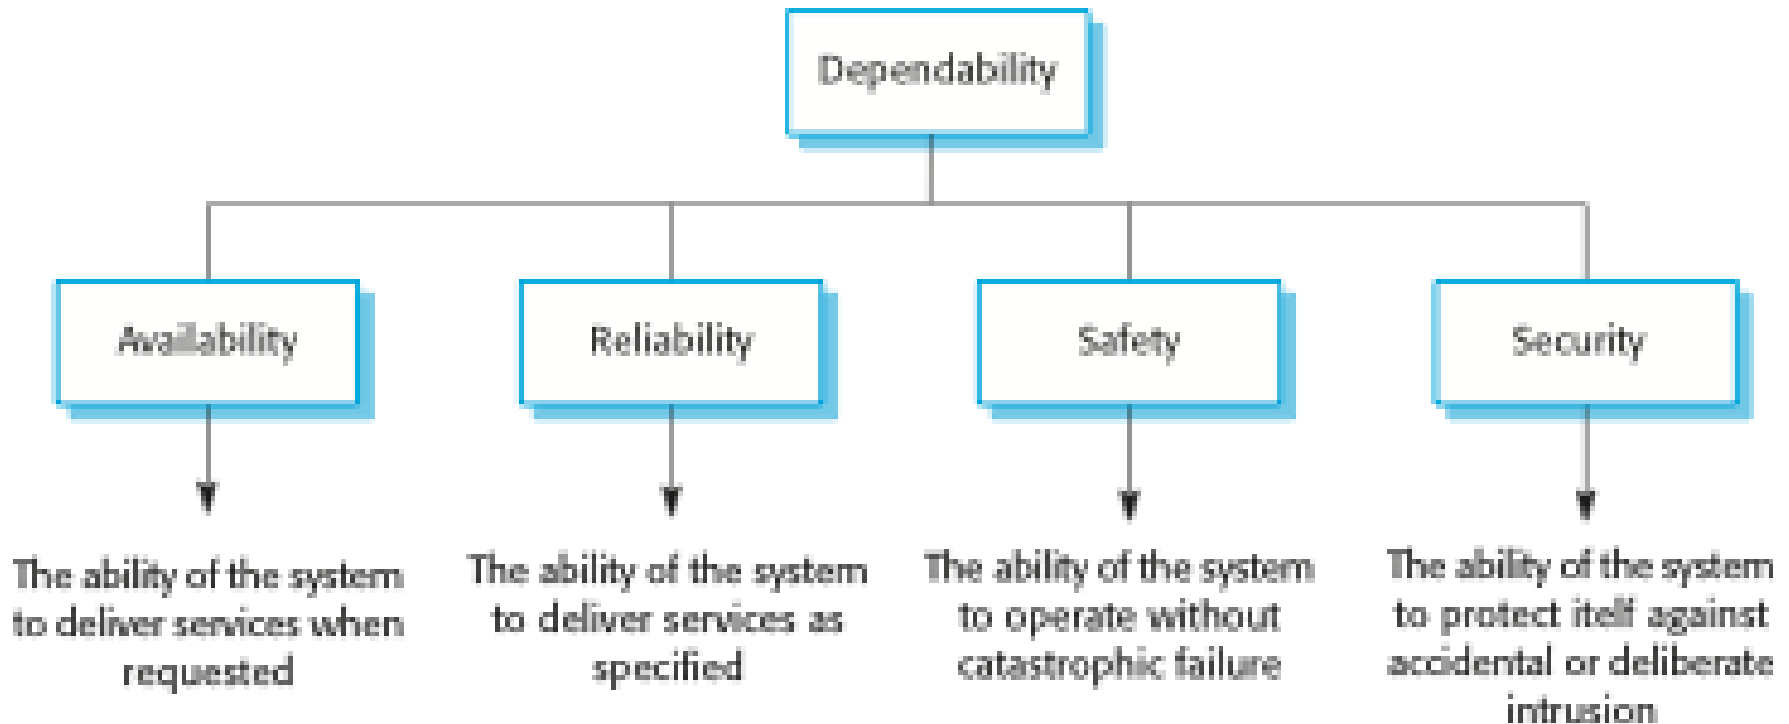 Dependability
Availability
Reliability
Safety
Security
The ability of the system
to deliver services when
requested
The ability of the system
to deliver services as
specified
The ability of the system
to operate without
catastrophic failure
The ability of the system
to protect itelf against
accidental or deliberate
intrusion